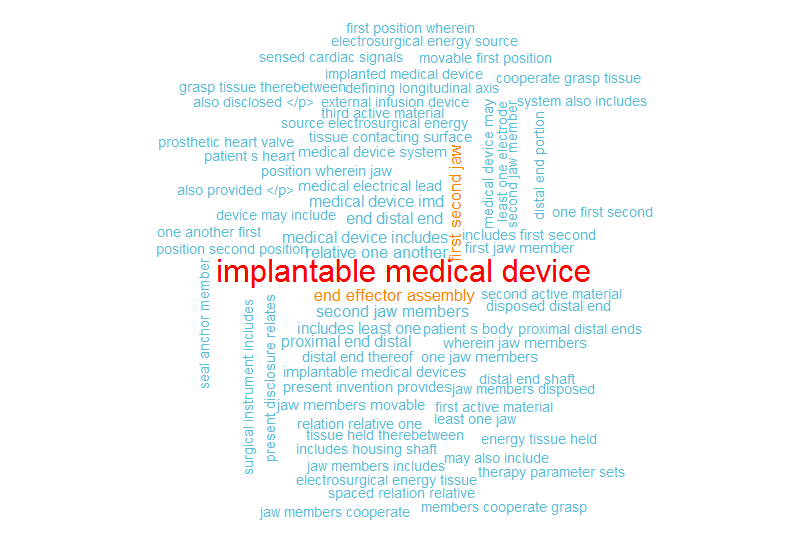 first position wherein
electrosurgical energy source
sensed cardiac signals
movable first position
implanted medical device
cooperate grasp tissue
grasp tissue therebetween
defining longitudinal axis
also disclosed </p>
external infusion device
system also includes
third active material
source electrosurgical energy
tissue contacting surface
prosthetic heart valve
medical device system
patient s heart
position wherein jaw
also provided </p>
medical electrical lead
medical device imd
first second jaw
medical device may
least one electrode
second jaw member
distal end portion
device may include
end distal end
one first second
one another first
medical device includes
includes first second
position second position
relative one another
first jaw member
implantable medical device
end effector assembly
second active material
second jaw members
disposed distal end
seal anchor member
surgical instrument includes
present disclosure relates
includes least one
patient s body
proximal distal ends
proximal end distal
wherein jaw members
distal end thereof
one jaw members
implantable medical devices
distal end shaft
present invention provides
jaw members disposed
jaw members movable
first active material
relation relative one
least one jaw
tissue held therebetween
energy tissue held
includes housing shaft
may also include
jaw members includes
therapy parameter sets
electrosurgical energy tissue
spaced relation relative
members cooperate grasp
jaw members cooperate